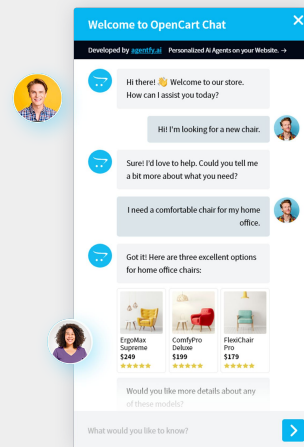 Welcome to OpenCart Chat
Developed by agentfy.ai Personalized Ai Agents on your Website. →
Hi there! 👋 Welcome to our store.
How can I assist you today?
Hi! I'm looking for a new chair.
Sure! I'd love to help. Could you tell me
a bit more about what you need?
I need a comfortable chair for my home
office.
Got it! Here are three excellent options
for home office chairs:
ErgoMax
Supreme
$249
ComfyPro
Deluxe
$199
FlexiChair
Pro
$179
Would you like more details about any
of these models?
What would you like to know?